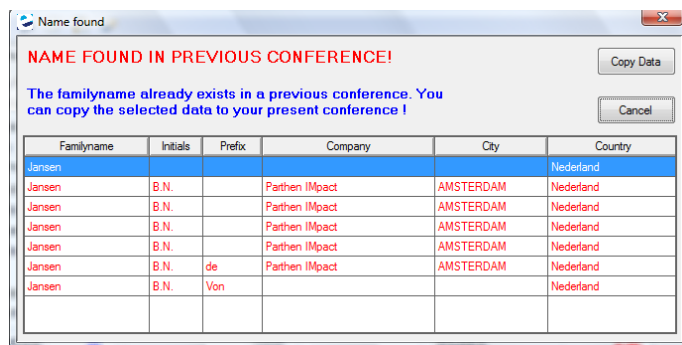 Name found
NAME FOUND IN PREVIOUS CONFERENCE!
Copy Data
The familyname already exists in a previous conference. You
can copy the selected data to your present conference !
Cancel
Familyname Initials Prefix Company City Country
Jansen Nederland
Jansen B.N. Parthen IMpact AMSTERDAM Nederland
Jansen B.N. Parthen IMpact AMSTERDAM Nederland
Jansen B.N. Parthen IMpact AMSTERDAM Nederland
Jansen B.N. Parthen IMpact AMSTERDAM Nederland
Jansen B.N. de Parthen IMpact AMSTERDAM Nederland
Jansen B.N. Von Nederland